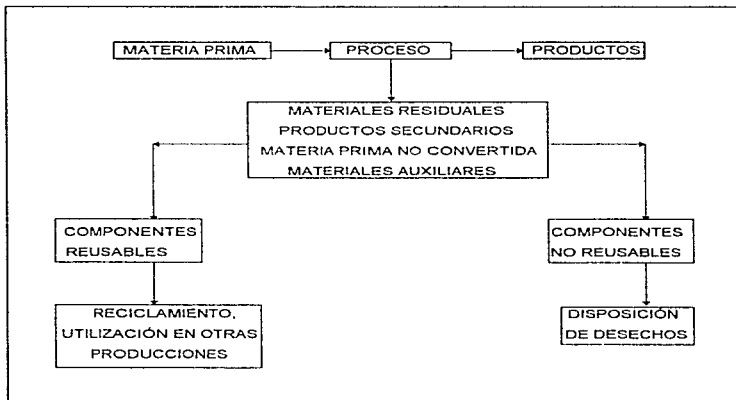 MATERIA PRIMA
PROCESO
PRODUCTOS
MATERIALES RESIDUALES
PRODUCTOS SECUNDARIOS
MATERIA PRIMA NO CONVERTIDA
MATERIALES AUXILIARES
COMPONENTES
REUSABLES
COMPONENTES
NO REUSABLES
RECICLAMIENTO,
UTILIZACIÓN EN OTRAS
PRODUCCIONES
DISPOSICIÓN
DE DESECHOS